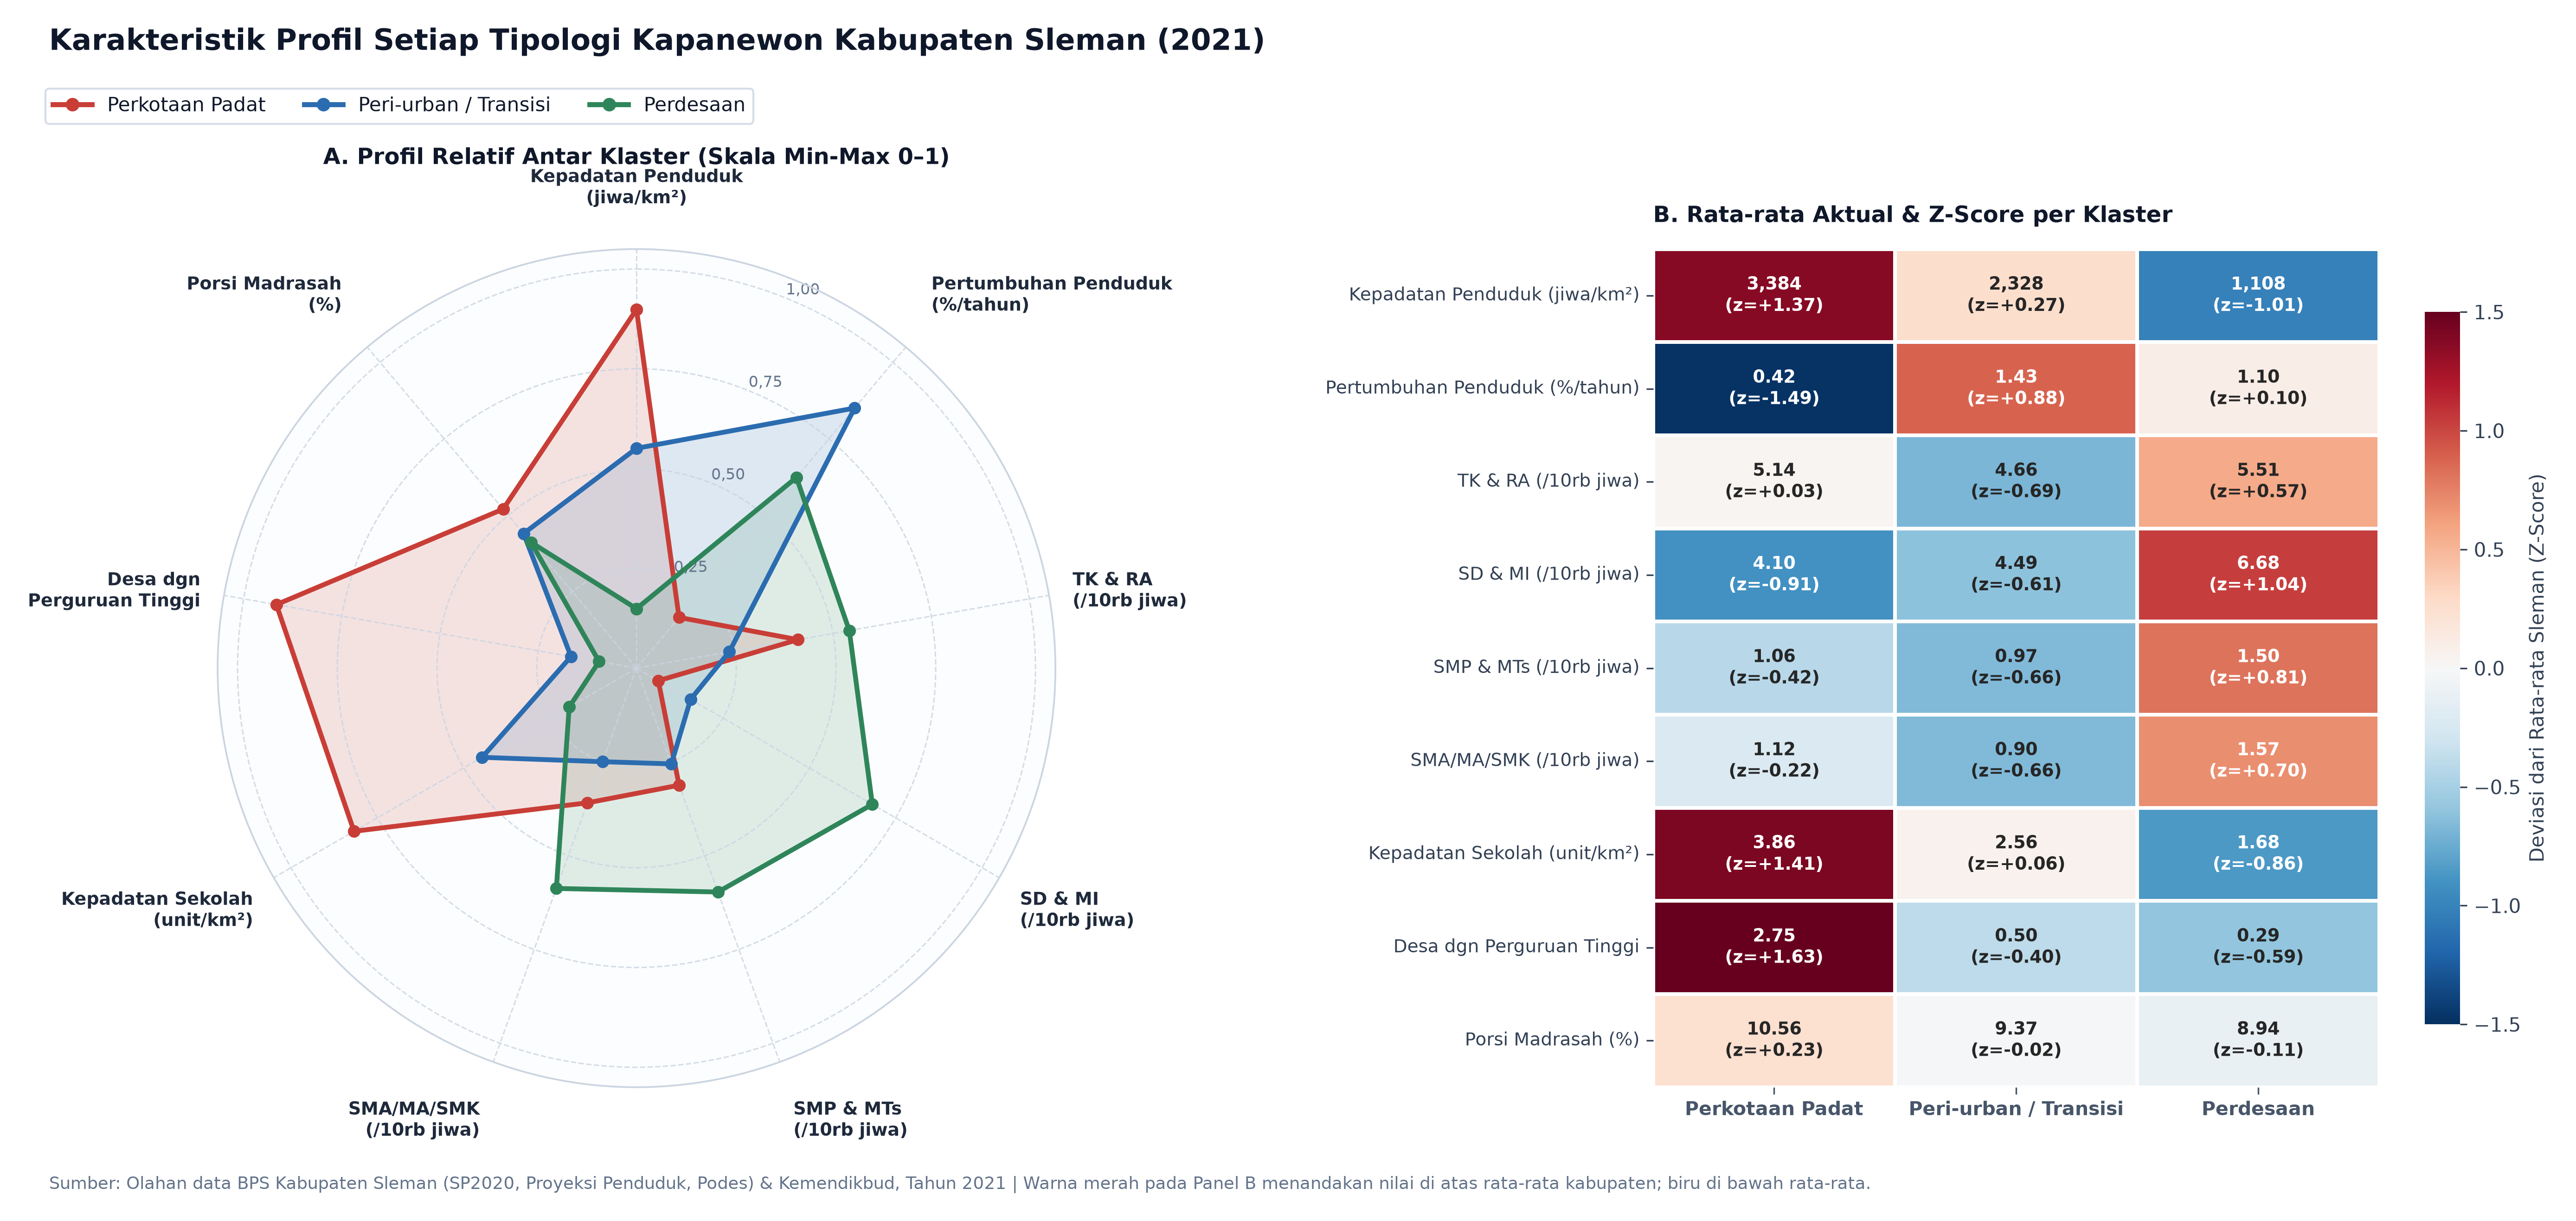 Karakteristik Profil Setiap Tipologi Kapanewon Kabupaten Sleman (2021)
Perkotaan Padat
Peri-urban / Transisi
Perdesaan
A. Profil Relatif Antar Klaster (Skala Min-Max 0–1)
Kepadatan Penduduk
(jiwa/km²)
Pertumbuhan Penduduk
(%/tahun)
TK & RA
(/10rb jiwa)
SD & MI
(/10rb jiwa)
SMP & MTs
(/10rb jiwa)
SMA/MA/SMK
(/10rb jiwa)
Kepadatan Sekolah
(unit/km²)
Desa dgn
Perguruan Tinggi
Porsi Madrasah
(%)
1,00
0,75
0,50
0,25
B. Rata-rata Aktual & Z-Score per Klaster
Kepadatan Penduduk (jiwa/km²)
3,384
(z=+1.37)
2,328
(z=+0.27)
1,108
(z=-1.01)
Pertumbuhan Penduduk (%/tahun)
0.42
(z=-1.49)
1.43
(z=+0.88)
1.10
(z=+0.10)
TK & RA (/10rb jiwa)
5.14
(z=+0.03)
4.66
(z=-0.69)
5.51
(z=+0.57)
SD & MI (/10rb jiwa)
4.10
(z=-0.91)
4.49
(z=-0.61)
6.68
(z=+1.04)
SMP & MTs (/10rb jiwa)
1.06
(z=-0.42)
0.97
(z=-0.66)
1.50
(z=+0.81)
SMA/MA/SMK (/10rb jiwa)
1.12
(z=-0.22)
0.90
(z=-0.66)
1.57
(z=+0.70)
Kepadatan Sekolah (unit/km²)
3.86
(z=+1.41)
2.56
(z=+0.06)
1.68
(z=-0.86)
Desa dgn Perguruan Tinggi
2.75
(z=+1.63)
0.50
(z=-0.40)
0.29
(z=-0.59)
Porsi Madrasah (%)
10.56
(z=+0.23)
9.37
(z=-0.02)
8.94
(z=-0.11)
Perkotaan Padat
Peri-urban / Transisi
Perdesaan
1.5
1.0
0.5
0.0
−0.5
−1.0
−1.5
Deviasi dari Rata-rata Sleman (Z-Score)
Sumber: Olahan data BPS Kabupaten Sleman (SP2020, Proyeksi Penduduk, Podes) & Kemendikbud, Tahun 2021 | Warna merah pada Panel B menandakan nilai di atas rata-rata kabupaten; biru di bawah rata-rata.